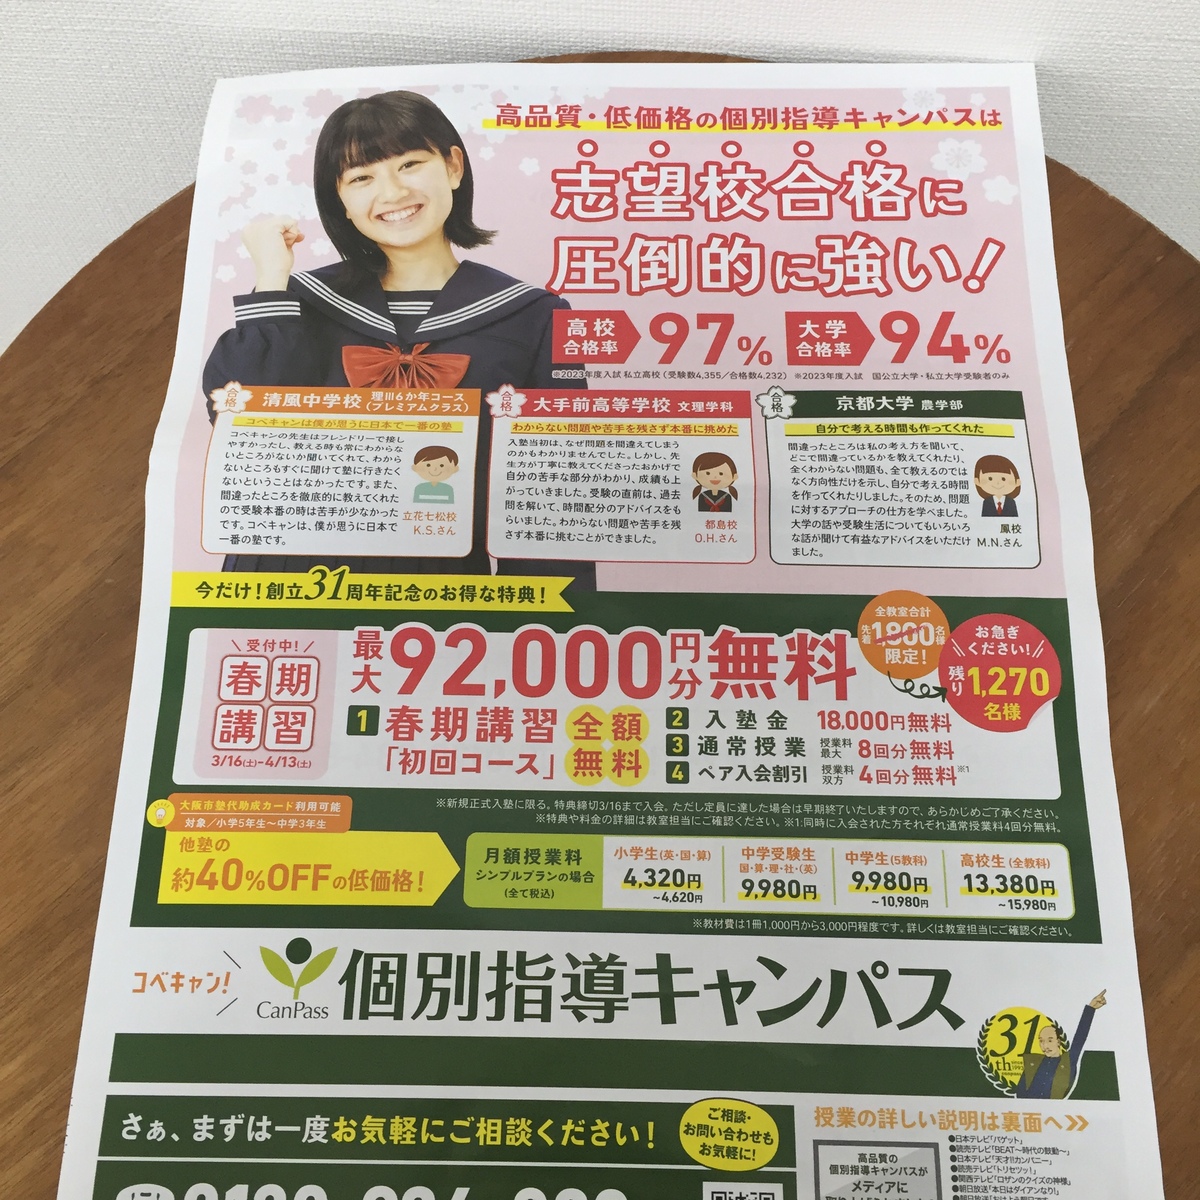 高品質・低価格の個別指導キャンパスは
志望校合格に
圧倒的に強い!
高校合格率 97% 大学合格率 94%
※2023年度入試 私立高校(受験数4,355/合格数4,232) ※2023年度入試 国公立大学・私立大学受験者のみ
合格
清風中学校 理Ⅲ6か年コース(プレミアムクラス)
コベキャンは僕が思うに日本で一番の塾
コベキャンの先生はフレンドリーで接し
やすかったし、教える時も常にわからな
いところがないか聞いてくれて、わから
ないところもすぐに聞けて塾に行きたく
ないということはなかったです。また、
間違ったところを徹底的に教えてくれた
ので受験本番の時は苦手が少なかった
です。コベキャンは、僕が思うに日本で
一番の塾です。
立花七松校
K.S.さん
合格
大手前高等学校 文理学科
わからない問題や苦手を残さず本番に挑めた
入塾当初は、なぜ問題を間違えてしまう
のかもわかりませんでした。しかし、先
生方が丁寧に教えてくださったおかげで
自分の苦手な部分がわかり、成績も上
がっていきました。受験の直前は、過去
問を解いて、時間配分のアドバイスをも
らいました。わからない問題や苦手を残
さず本番に挑むことができました。
都島校
O.H.さん
合格
京都大学 農学部
自分で考える時間も作ってくれた
間違ったところは私の考え方を聞いて、
どこで間違っているかを教えてくれたり、
全くわからない問題も、全て教えるのでは
なく方向性だけを示し、自分で考える時間
を作ってくれたりしました。そのため、問題
に対するアプローチの仕方を学べました。
大学の話や受験生活についてもいろいろ
な話が聞けて有益なアドバイスをいただけ
ました。
鳳校
M.N.さん
今だけ!創立31周年記念のお得な特典!
受付中!
春期
講習
3/16(土)-4/13(土)
最大92,000円分無料
全教室合計
先着1,800名様
限定!
お急ぎ
ください!
残り1,270
名様
1 春期講習 全額
「初回コース」 無料
2 入塾金 18,000円無料
3 通常授業 授業料最大 8回分無料
4 ペア入会割引 授業料双方 4回分無料※1
※新規正式入塾に限る。特典締切3/16まで入会。ただし定員に達した場合は早期終了いたしますので、あらかじめご了承ください。
※特典や料金の詳細は教室担当にご確認ください。※1:同時に入会された方それぞれ通常授業料4回分無料。
大阪市塾代助成カード利用可能
対象/小学5年生〜中学3年生
他塾の
約40%OFFの低価格!
月額授業料
シンプルプランの場合
(全て税込)
小学生(英・国・算)
4,320円
〜4,620円
中学受験生
国・算・理・社・(英)
9,980円
中学生(5教科)
9,980円
〜10,980円
高校生(全教科)
13,380円
〜15,980円
※教材費は1冊1,000円から3,000円程度です。詳しくは教室担当にご確認ください。
コベキャン!
CanPass
個別指導キャンパス
31
th
さぁ、まずは一度お気軽にご相談ください!
ご相談・
お問い合わせも
お気軽に!
授業の詳しい説明は裏面へ
高品質の
個別指導キャンパスが
メディアに
●日本テレビ「バゲット」
●読売テレビ「BEAT〜時代の鼓動〜」
●日本テレビ「天才!!カンパニー」
●読売テレビ「トリセツッ!」
●関西テレビ「ロザンのクイズの神様」
●朝日放送「本日はダイアンなり!」